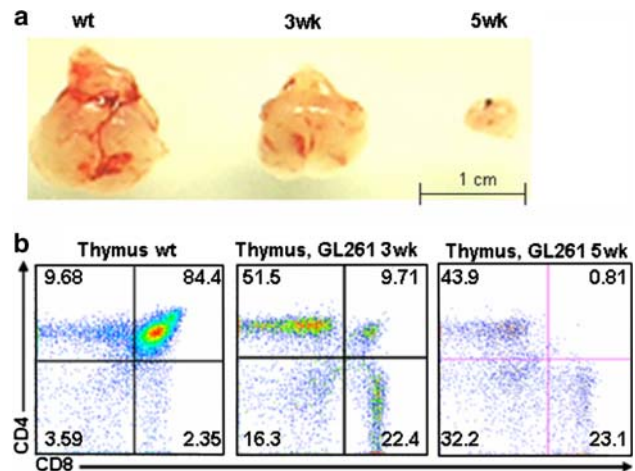 a
wt 3wk 5wk
1 cm
b
Thymus wt Thymus, GL261 3wk Thymus, GL261 5wk
9.68 84.4 51.5 9.71 43.9 0.81
3.59 2.35 16.3 22.4 32.2 23.1
CD4
CD8